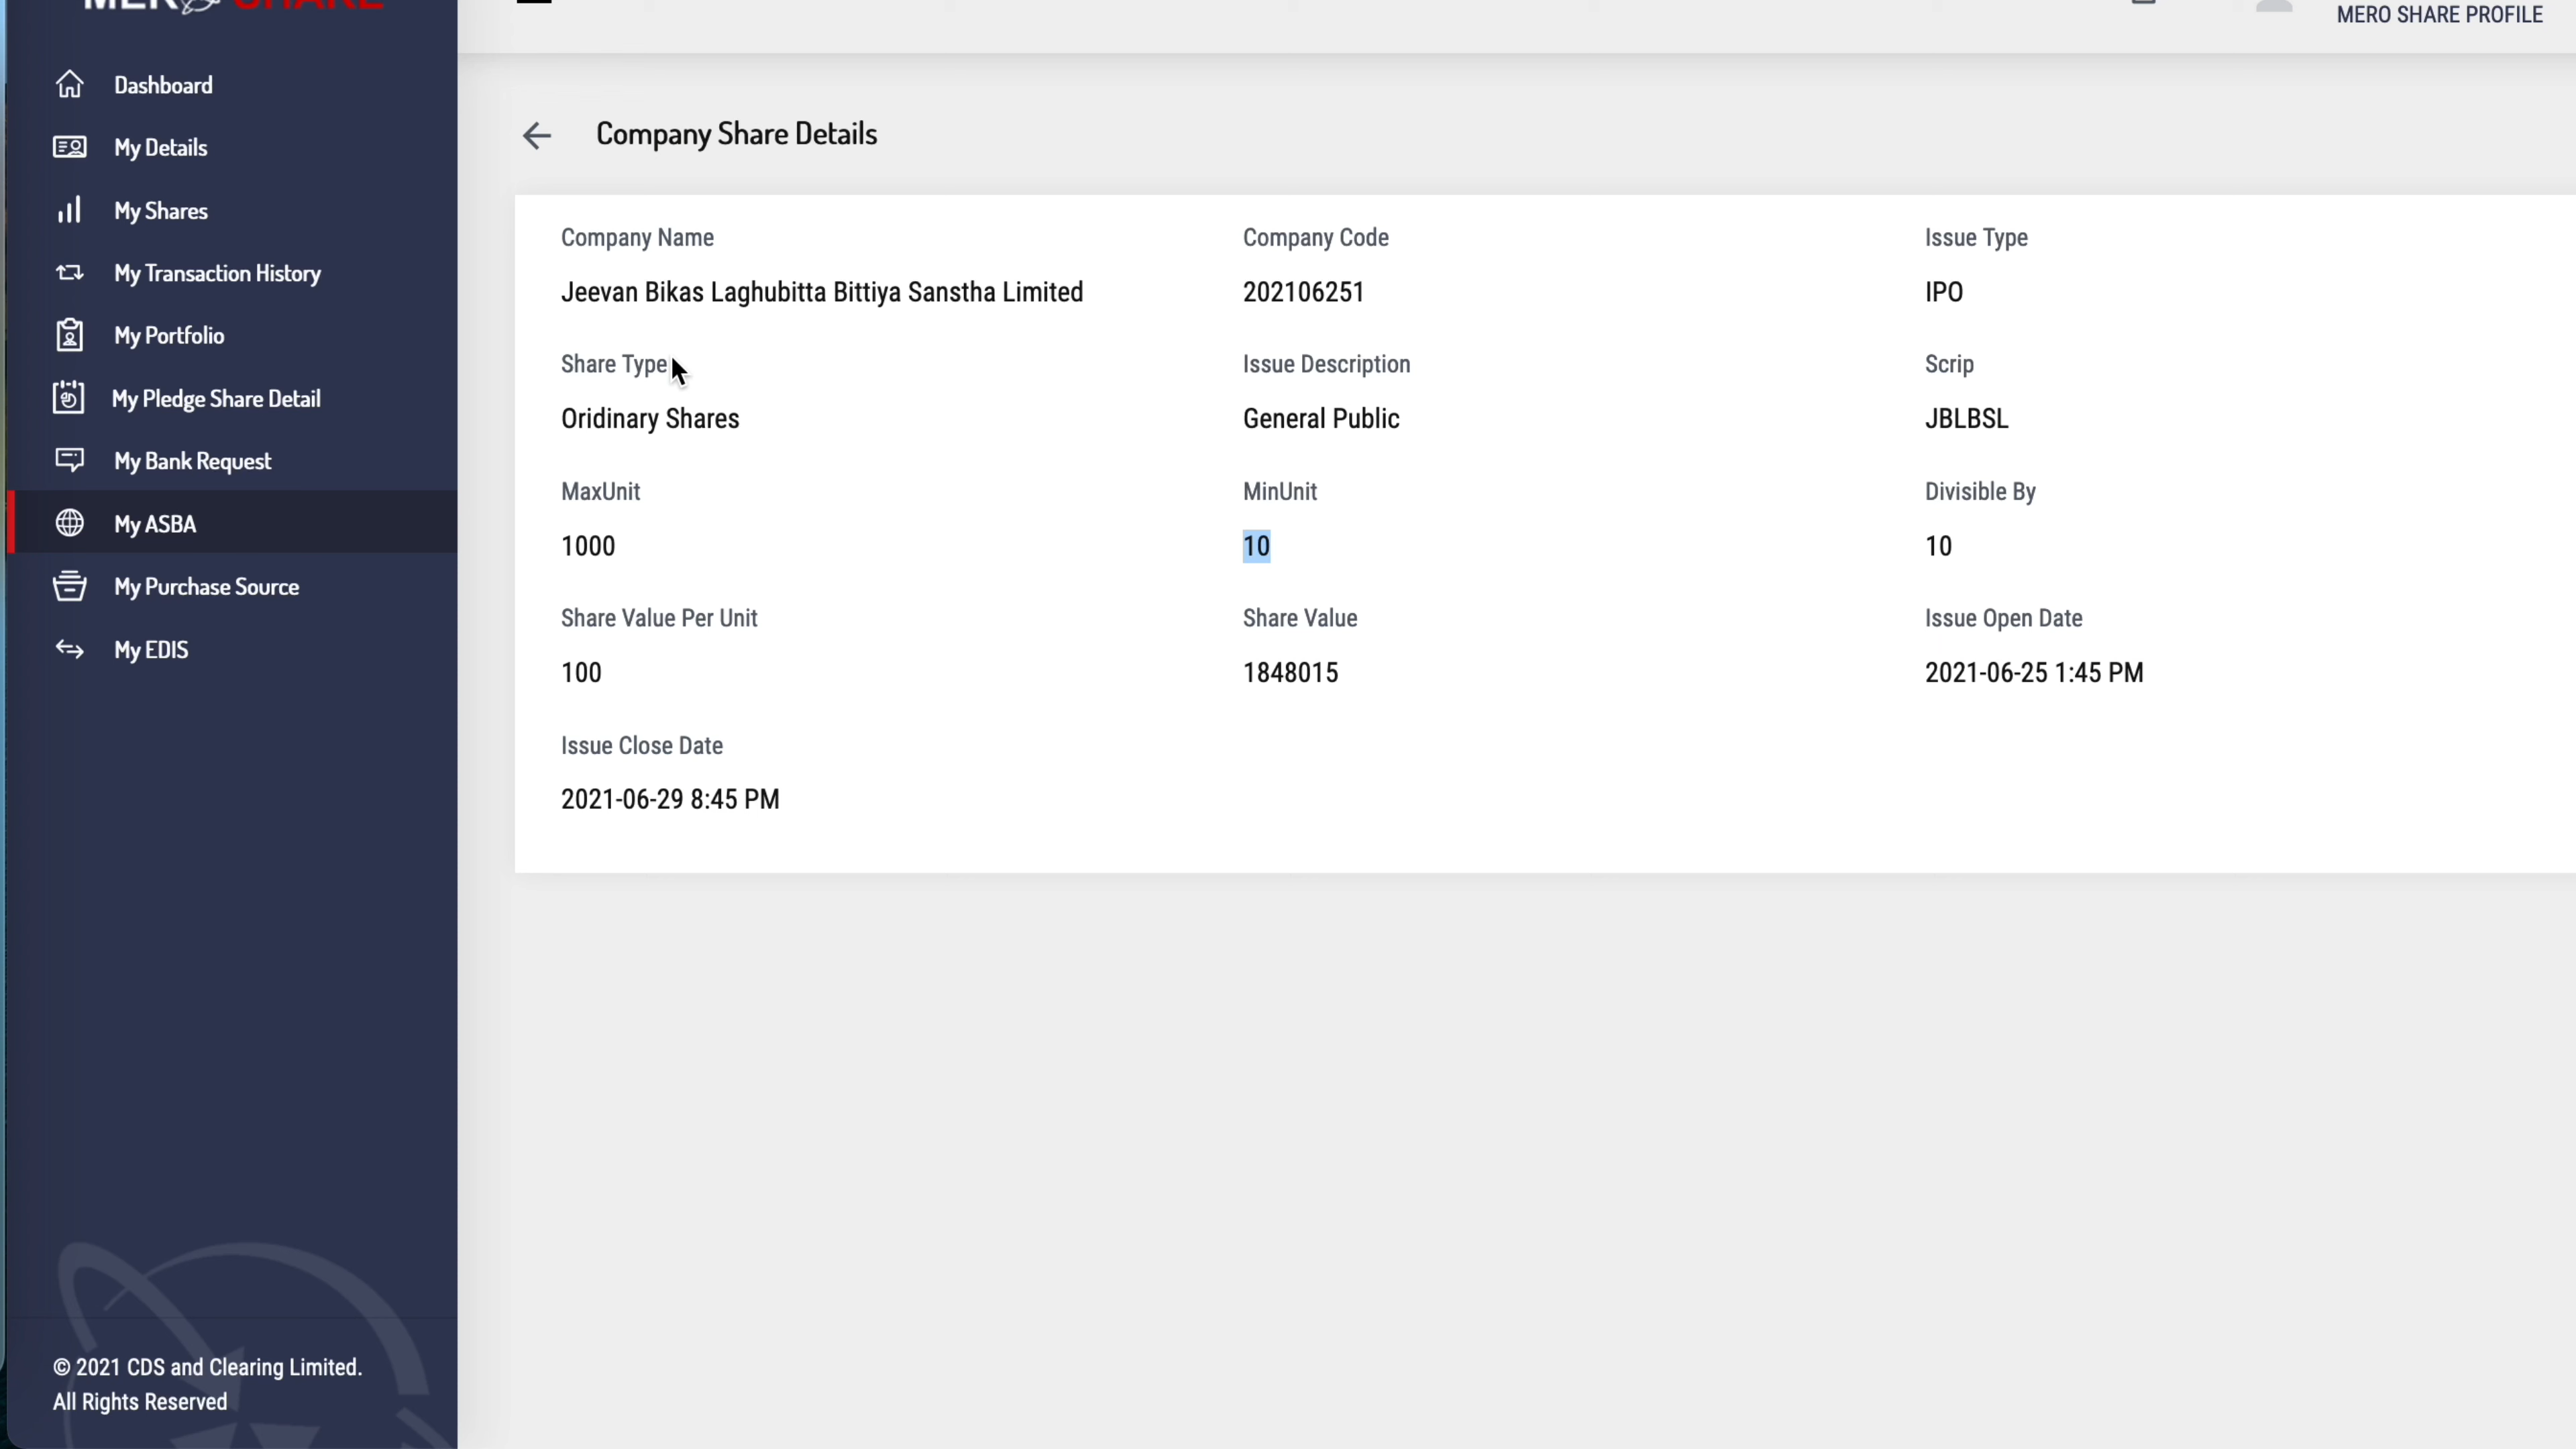 MERO SHARE
MERO SHARE PROFILE
Dashboard
My Details
My Shares
My Transaction History
My Portfolio
My Pledge Share Detail
My Bank Request
My ASBA
My Purchase Source
My EDIS
© 2021 CDS and Clearing Limited.
All Rights Reserved
Company Share Details
Company Name
Jeevan Bikas Laghubitta Bittiya Sanstha Limited
Company Code
202106251
Issue Type
IPO
Share Type
Oridinary Shares
Issue Description
General Public
Scrip
JBLBSL
MaxUnit
1000
MinUnit
10
Divisible By
10
Share Value Per Unit
100
Share Value
1848015
Issue Open Date
2021-06-25 1:45 PM
Issue Close Date
2021-06-29 8:45 PM